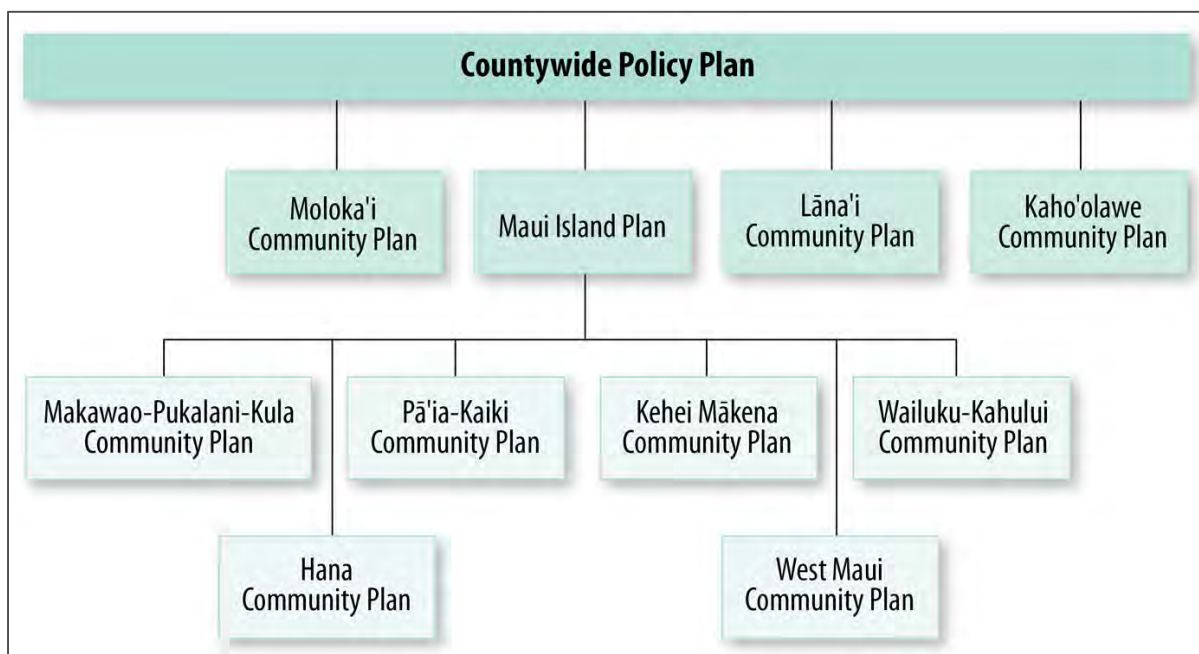 Countywide Policy Plan
Moloka'i
Community Plan
Maui Island Plan
Lāna'i
Community Plan
Kaho'olawe
Community Plan
Makawao-Pukalani-Kula
Community Plan
Pā'ia-Kaiki
Community Plan
Kehei Mākena
Community Plan
Wailuku-Kahului
Community Plan
Hana
Community Plan
West Maui
Community Plan